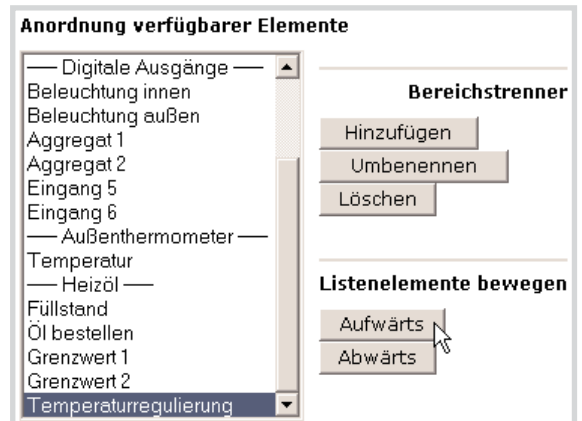 Anordnung verfügbarer Elemente
── Digitale Ausgänge ──
Beleuchtung innen
Beleuchtung außen
Aggregat 1
Aggregat 2
Eingang 5
Eingang 6
── Außenthermometer ──
Temperatur
── Heizöl ──
Füllstand
Öl bestellen
Grenzwert 1
Grenzwert 2
Temperaturregulierung
Bereichstrenner
Hinzufügen
Umbenennen
Löschen
Listenelemente bewegen
Aufwärts
Abwärts